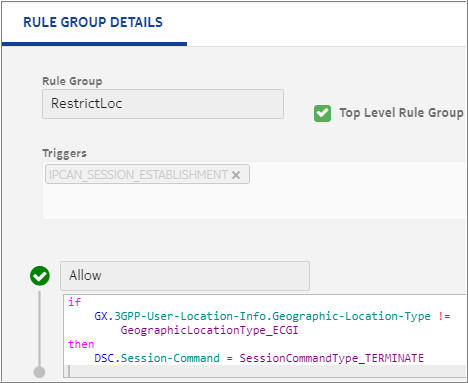 RULE GROUP DETAILS
Rule Group
RestrictLoc
Top Level Rule Group
Triggers
IPCAN_SESSION_ESTABLISHMENT ×
Allow
if
GX.3GPP-User-Location-Info.Geographic-Location-Type !=
GeographicLocationType_ECGI
then
DSC.Session-Command = SessionCommandType_TERMINATE